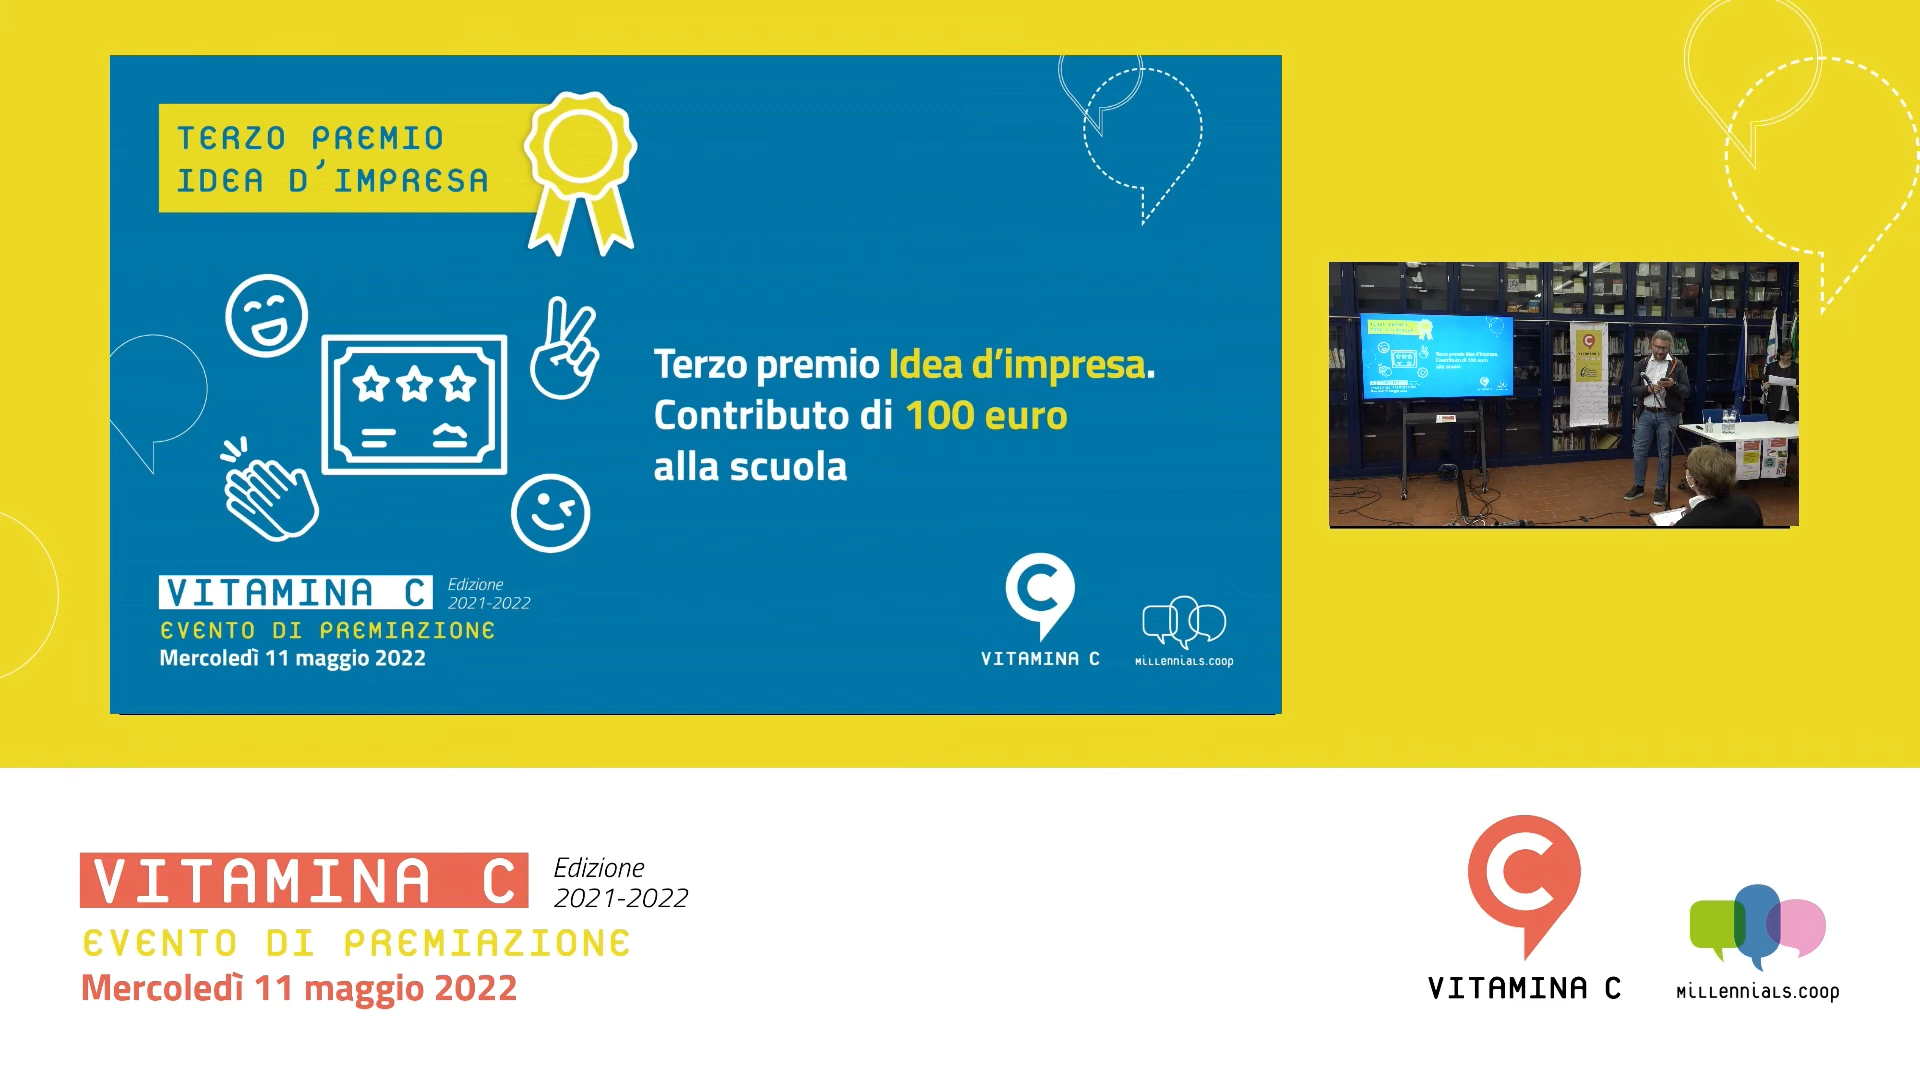 TERZO PREMIO
IDEA D'IMPRESA
Terzo premio Idea d'impresa.
Contributo di 100 euro
alla scuola
VITAMINA C
Edizione
2021-2022
EVENTO DI PREMIAZIONE
Mercoledì 11 maggio 2022
C
VITAMINA C
MiLLenniaLs.coop
VITAMINA C
Edizione
2021-2022
EVENTO DI PREMIAZIONE
Mercoledì 11 maggio 2022
C
VITAMINA C
MiLLenniaLs.coop